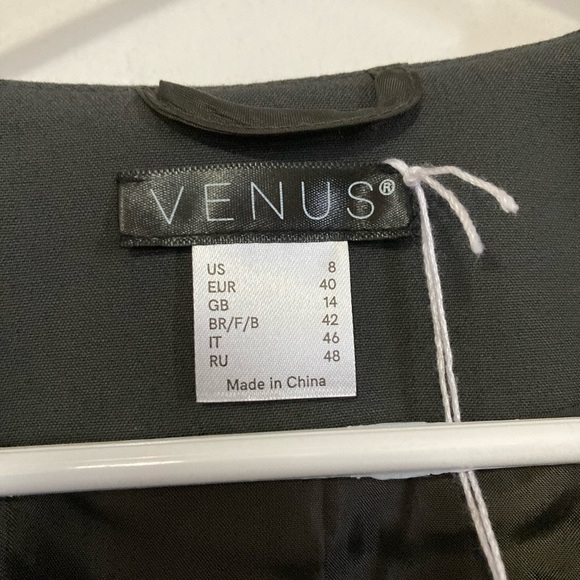 VENUS®
US 8
EUR 40
GB 14
BR/F/B 42
IT 46
RU 48
Made in China